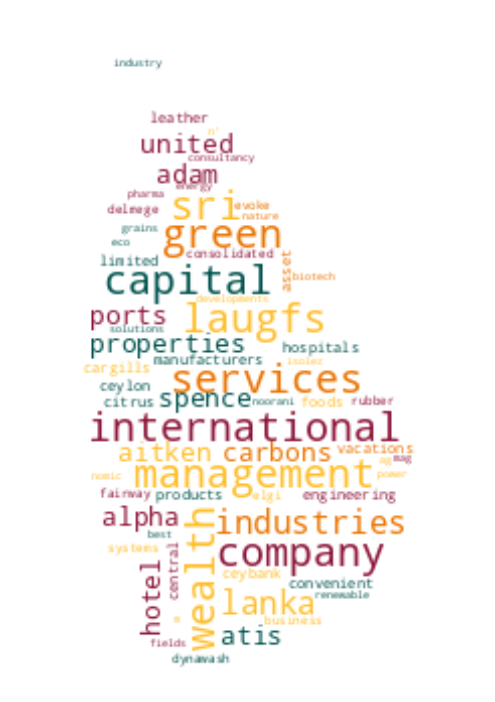 industry
leather
n'
united
consultancy
adam
energy
pharma
sri
evoke
delmege
nature
grains
green
eco
consolidated
limited
asset
capital
biotech
developments
ports
laugfs
solutions
properties
hospitals
manufacturers
isolez
cargills
services
ceylon
citrus
spence
noorani
foods
rubber
international
aitken
carbons
vacations
ag
mag
management
power
nomic
fairway
products
elgi
engineering
alpha
industries
best
wealth
systems
central
company
hotel
ceybank
convenient
lanka
renewable
business
atis
fields
dynawash